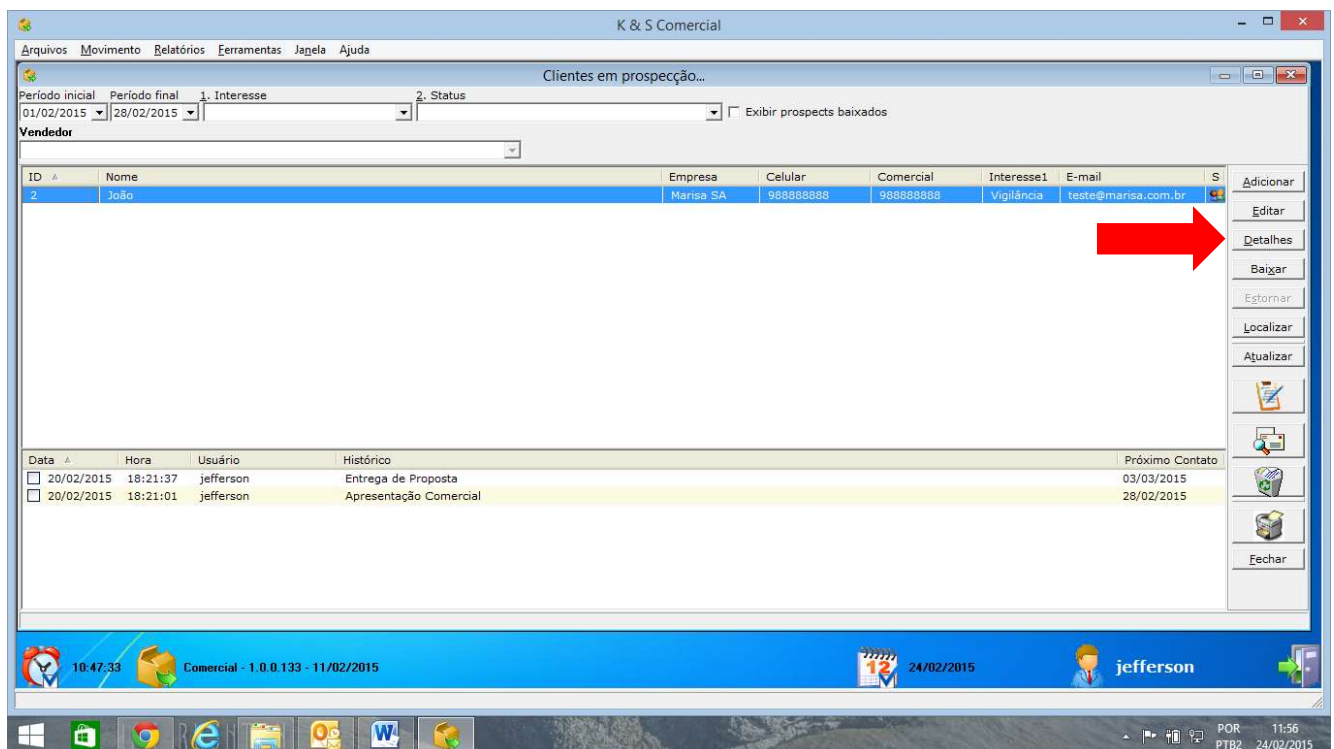 K & S Comercial
Arquivos Movimento Relatórios Ferramentas Janela Ajuda
Clientes em prospecção...
Período inicial Período final 1. Interesse 2. Status
01/02/2015 28/02/2015 Exibir prospects baixados
Vendedor
ID Nome Empresa Celular Comercial Interesse1 E-mail S
2 João Marisa SA 988888888 988888888 Vigilância teste@marisa.com.br
Adicionar
Editar
Detalhes
Baixar
Estornar
Localizar
Atualizar
Data Hora Usuário Histórico Próximo Contato
20/02/2015 18:21:37 jefferson Entrega de Proposta 03/03/2015
20/02/2015 18:21:01 jefferson Apresentação Comercial 28/02/2015
Fechar
10:47:33 Comercial - 1.0.0.133 - 11/02/2015 12 24/02/2015 jefferson
POR 11:56
PTB2 24/02/2015